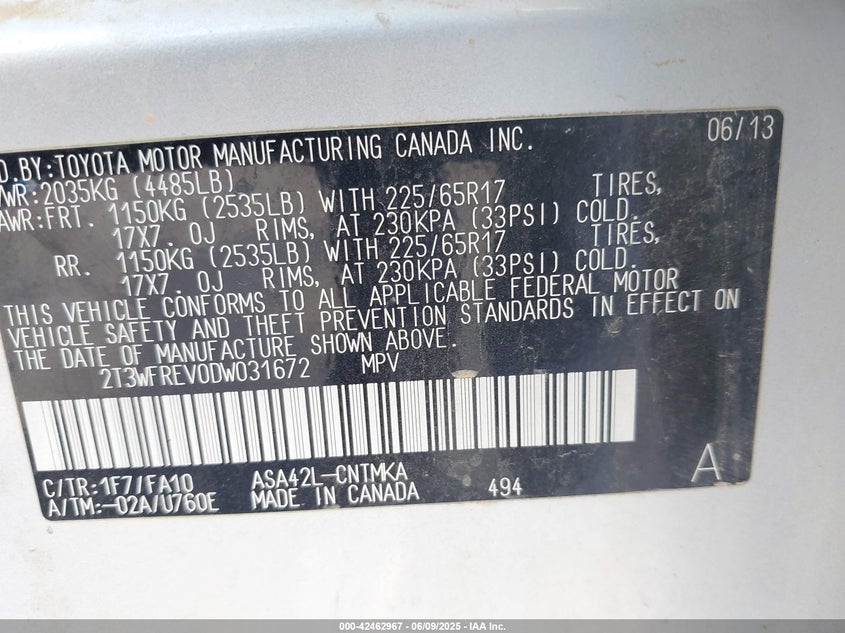 D. BY:TOYOTA MOTOR MANUFACTURING CANADA INC. 06/13
VWR:2035KG (4485LB)
AWR:FRT. 1150KG (2535LB) WITH 225/65R17 TIRES,
17X7.0J RIMS, AT 230KPA (33PSI) COLD.
RR. 1150KG (2535LB) WITH 225/65R17 TIRES,
17X7.0J RIMS, AT 230KPA (33PSI) COLD.
THIS VEHICLE CONFORMS TO ALL APPLICABLE FEDERAL MOTOR
VEHICLE SAFETY AND THEFT PREVENTION STANDARDS IN EFFECT ON
THE DATE OF MANUFACTURE SHOWN ABOVE.
2T3WFREV0DW031672 MPV
C/TR:1F7/FA10 ASA42L-CNTMKA A
A/TM:-02A/U760E MADE IN CANADA 494
000-42462967 - 06/09/2025 - IAA Inc.